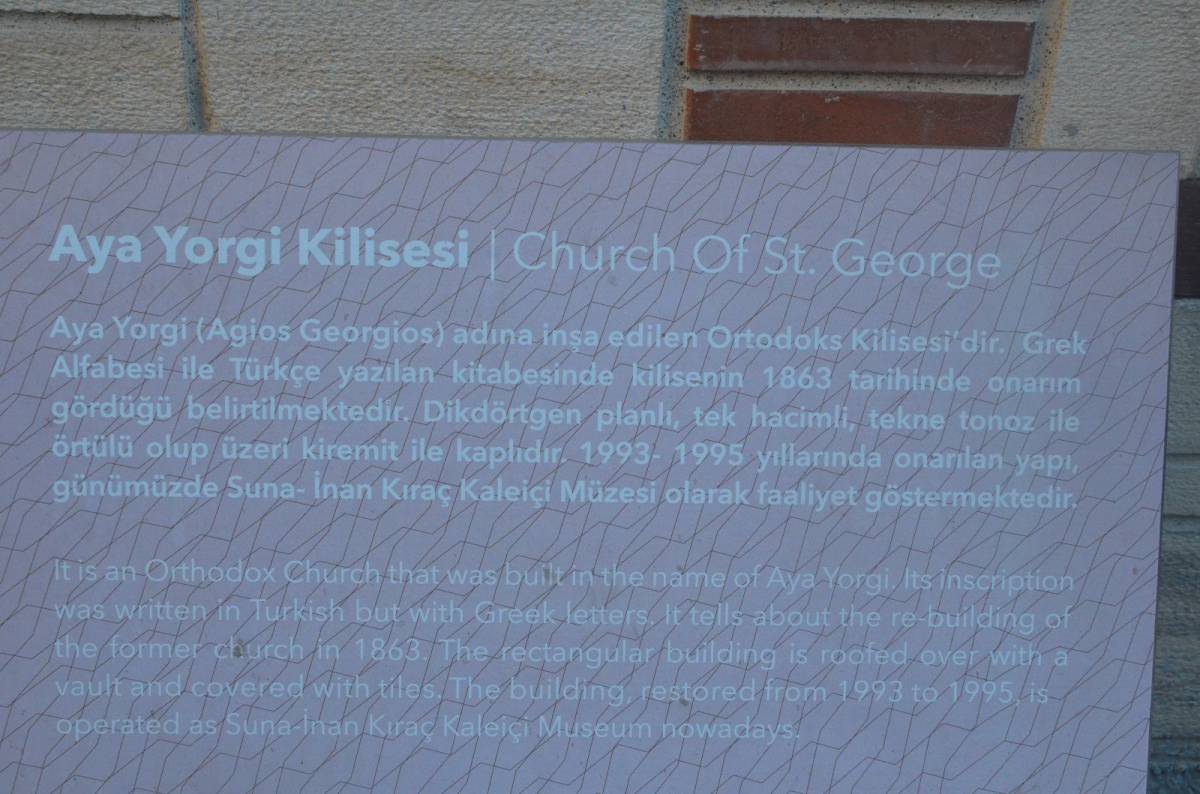 Aya Yorgi Kilisesi | Church Of St. George
Aya Yorgi (Agios Georgios) adına inşa edilen Ortodoks Kilisesi'dir. Grek
Alfabesi ile Türkçe yazılan kitabesinde kilisenin 1863 tarihinde onarım
gördüğü belirtilmektedir. Dikdörtgen planlı, tek hacimli, tekne tonoz ile
örtülü olup üzeri kiremit ile kaplıdır. 1993- 1995 yıllarında onarılan yapı,
günümüzde Suna- İnan Kıraç Kaleiçi Müzesi olarak faaliyet göstermektedir.
It is an Orthodox Church that was built in the name of Aya Yorgi. Its inscription
was written in Turkish but with Greek letters. It tells about the re-building of
the former church in 1863. The rectangular building is roofed over with a
vault and covered with tiles. The building, restored from 1993 to 1995, is
operated as Suna-İnan Kıraç Kaleiçi Museum nowadays.